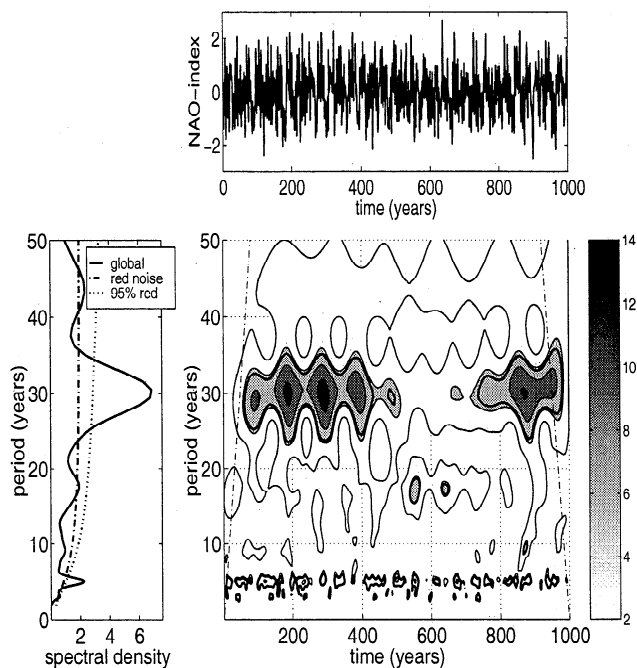 2
0
−2
NAO−index
0 200 400 600 800 1000
time (years)
50
40
30
20
10
0
period (years)
global
red noise
95% rcd
2 4 6
spectral density
50
40
30
20
10
period (years)
200 400 600 800 1000
time (years)
14
12
10
8
6
4
2